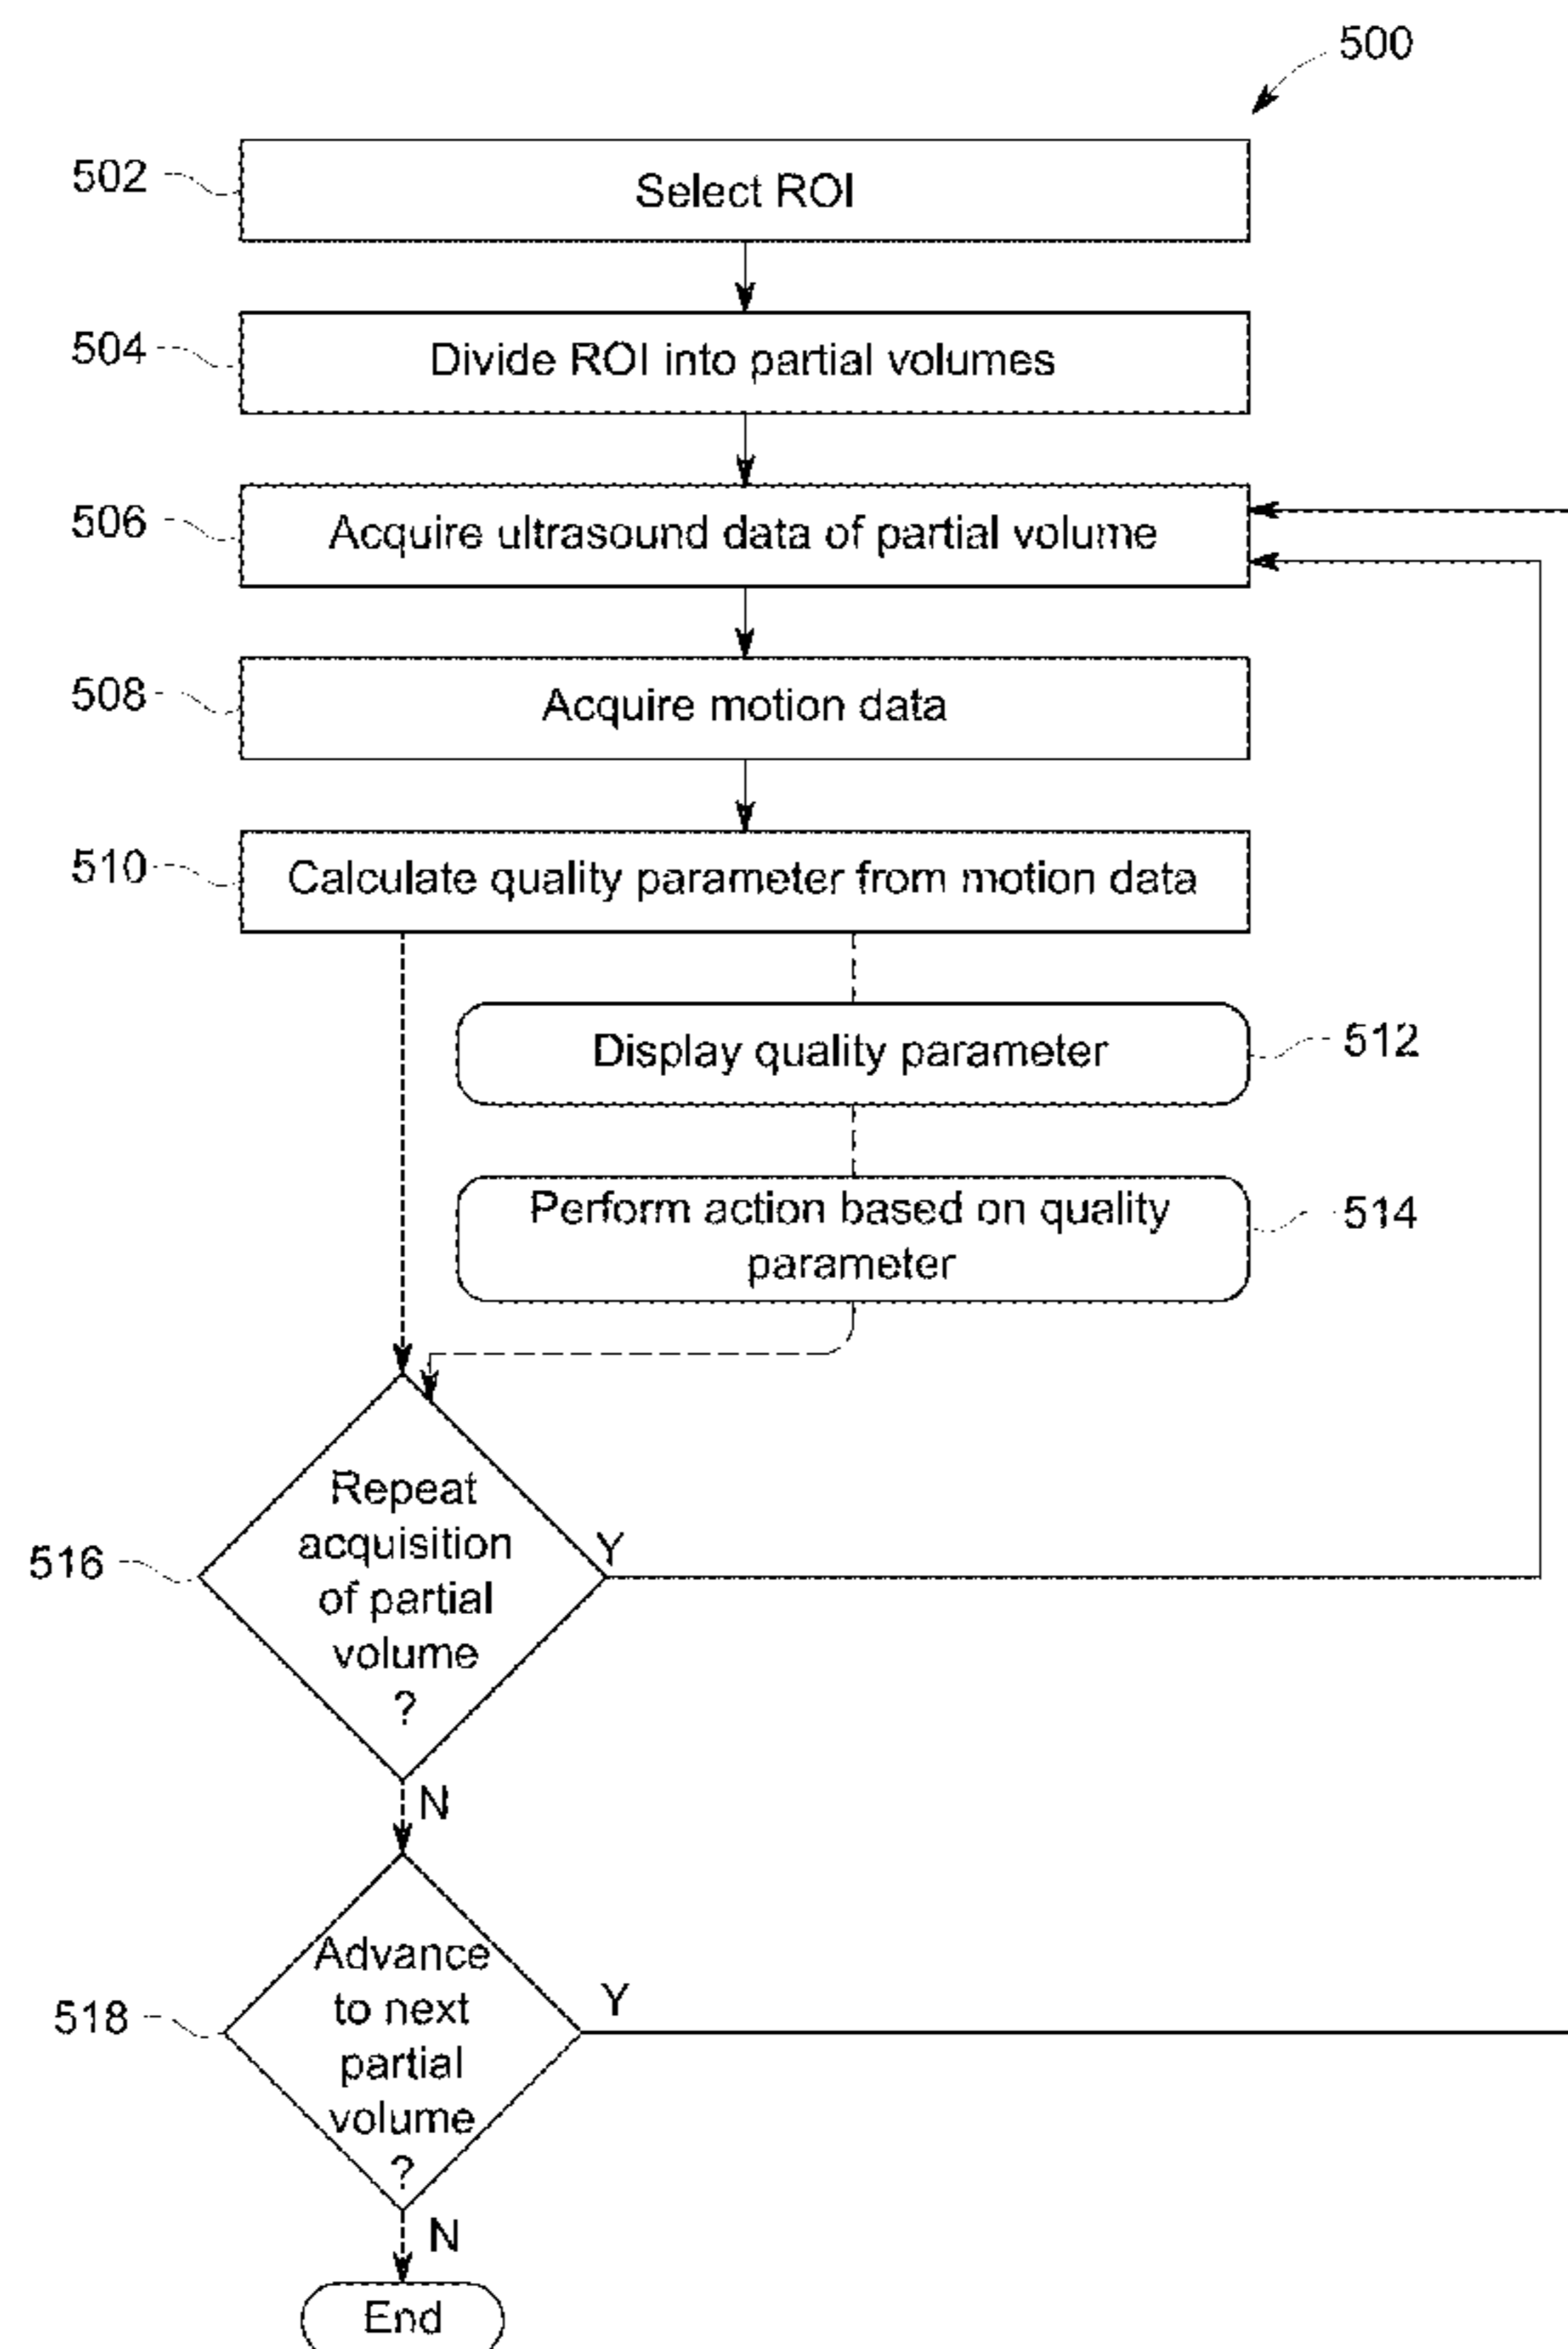 500
502
Select ROI
504
Divide ROI into partial volumes
506
Acquire ultrasound data of partial volume
508
Acquire motion data
510
Calculate quality parameter from motion data
Display quality parameter
512
Perform action based on quality
parameter
514
516
Repeat
acquisition
of partial
volume
?
Y
N
518
Advance
to next
partial
volume
?
Y
N
End